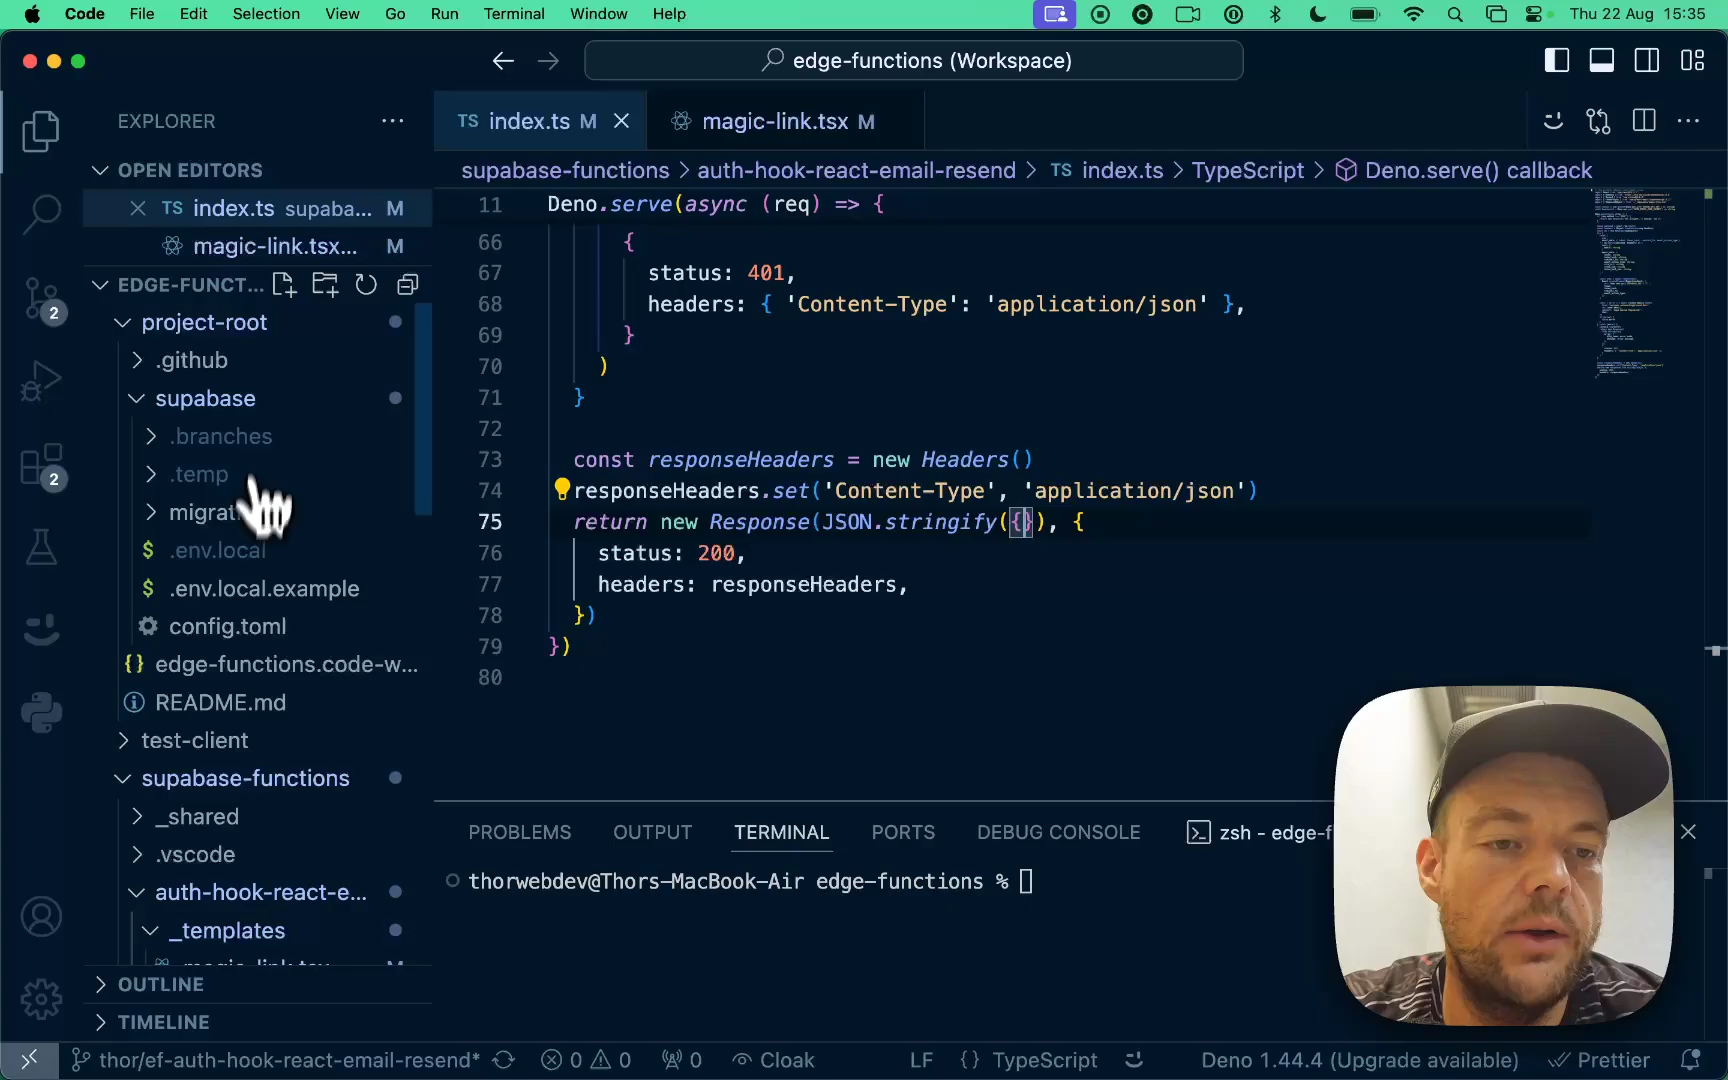 Code File Edit Selection View Go Run Terminal Window Help Thu 22 Aug 15:35
edge-functions (Workspace)
EXPLORER
TS index.ts M
magic-link.tsx M
OPEN EDITORS
TS index.ts supaba... M
magic-link.tsx... M
EDGE-FUNCT...
project-root
.github
supabase
.branches
.temp
migrat
$ .env.local
$ .env.local.example
config.toml
{} edge-functions.code-w...
README.md
test-client
supabase-functions
_shared
.vscode
auth-hook-react-e...
_templates
magic-link.tsx M
OUTLINE
TIMELINE
2
2
supabase-functions > auth-hook-react-email-resend > TS index.ts > TypeScript > Deno.serve() callback
11 Deno.serve(async (req) => {
66 {
67 status: 401,
68 headers: { 'Content-Type': 'application/json' },
69 }
70 )
71 }
72
73 const responseHeaders = new Headers()
74 responseHeaders.set('Content-Type', 'application/json')
75 return new Response(JSON.stringify({}), {
76 status: 200,
77 headers: responseHeaders,
78 })
79 })
80
PROBLEMS OUTPUT TERMINAL PORTS DEBUG CONSOLE zsh - edge-f
thorwebdev@Thors-MacBook-Air edge-functions %
thor/ef-auth-hook-react-email-resend* 0 0 0 Cloak LF {} TypeScript Deno 1.44.4 (Upgrade available) Prettier